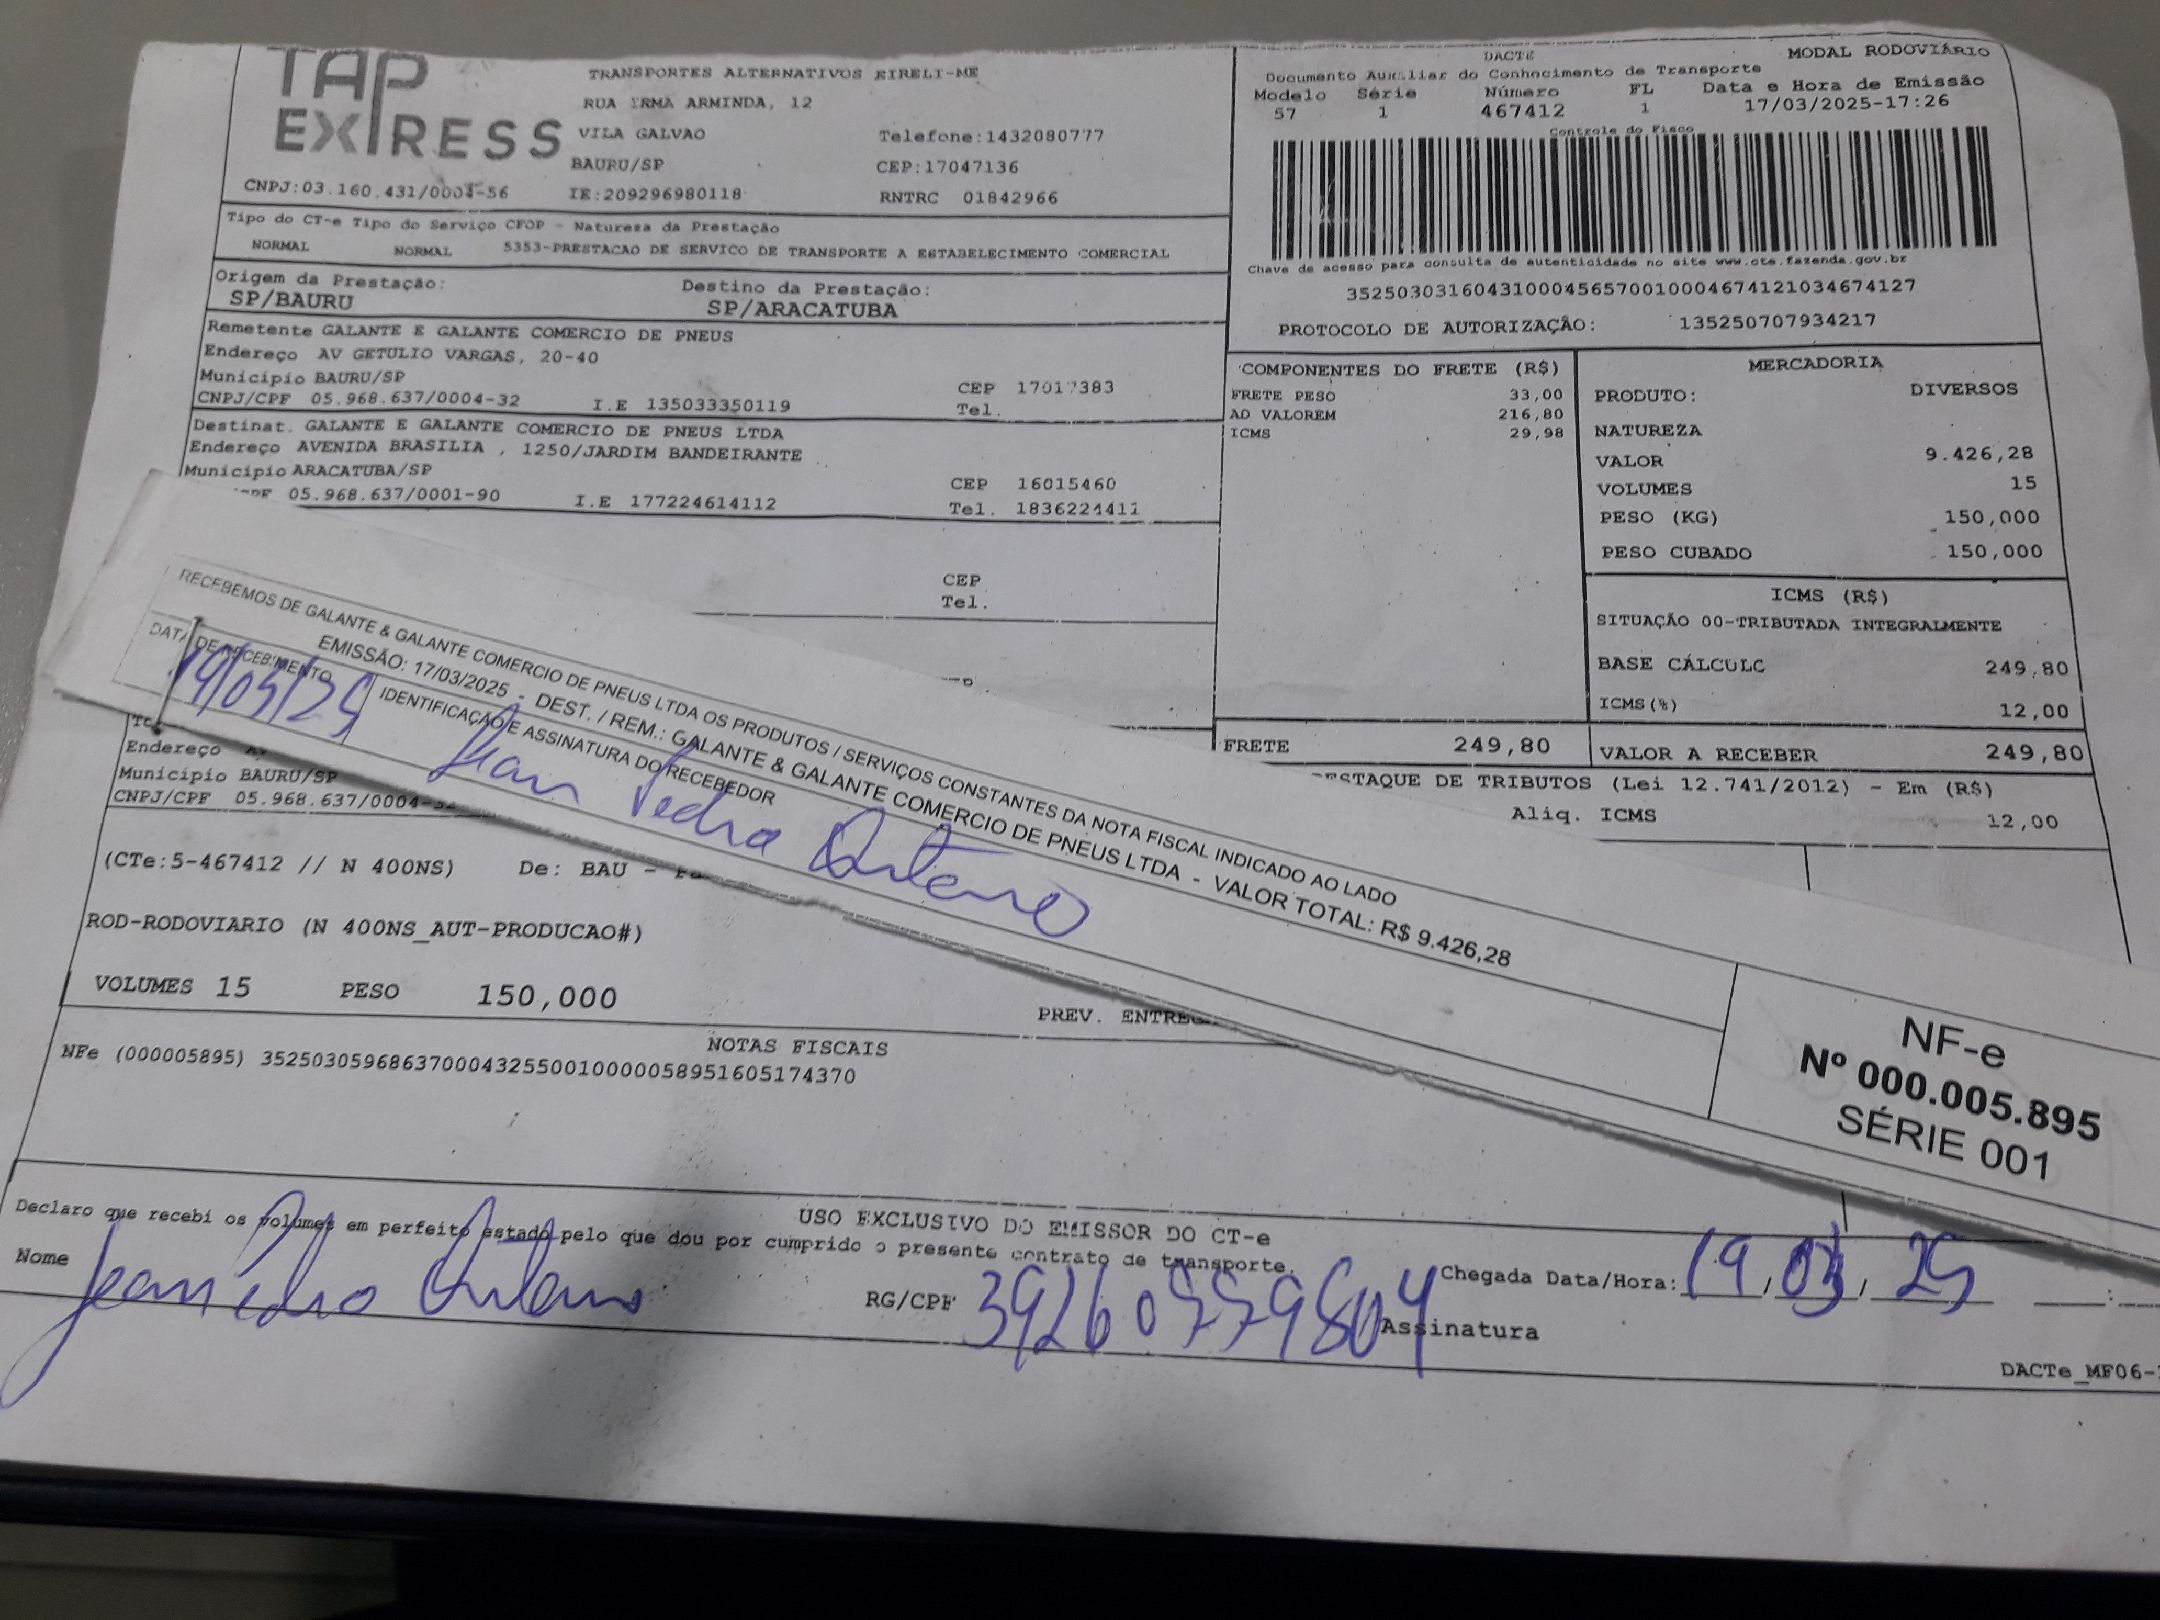 TAP EXPRESS
TRANSPORTES ALTERNATIVOS EIRELI-ME
RUA IRMA ARMINDA, 12
VILA GALVAO Telefone:1432080777
BAURU/SP CEP:17047136
CNPJ:03.160.431/0004-56 IE:209296980118 RNTRC 01842966
DACTE MODAL RODOVIÁRIO
Documento Auxiliar do Conhecimento de Transporte
Modelo Série Número FL Data e Hora de Emissão
57 1 467412 1 17/03/2025-17:26
Controle do Fisco
Chave de acesso para consulta de autenticidade no site www.cte.fazenda.gov.br
35250303160431000456570010004674121034674127
PROTOCOLO DE AUTORIZAÇÃO: 135250707934217
Tipo do CT-e Tipo do Serviço CFOP - Natureza da Prestação
NORMAL NORMAL 5353-PRESTACAO DE SERVICO DE TRANSPORTE A ESTABELECIMENTO COMERCIAL
Origem da Prestação: Destino da Prestação:
SP/BAURU SP/ARACATUBA
Remetente GALANTE E GALANTE COMERCIO DE PNEUS
Endereço AV GETULIO VARGAS, 20-40
Municipio BAURU/SP CEP 17017383
CNPJ/CPF 05.968.637/0004-32 I.E 135033350119 Tel.
Destinat. GALANTE E GALANTE COMERCIO DE PNEUS LTDA
Endereço AVENIDA BRASILIA , 1250/JARDIM BANDEIRANTE
Municipio ARACATUBA/SP CEP 16015460
05.968.637/0001-90 I.E 177224614112 Tel. 1836224411
CEP
Tel.
COMPONENTES DO FRETE (R$)
FRETE PESO 33,00
AD VALOREM 216,80
ICMS 29,98
MERCADORIA
PRODUTO: DIVERSOS
NATUREZA
VALOR 9.426,28
VOLUMES 15
PESO (KG) 150,000
PESO CUBADO 150,000
ICMS (R$)
SITUAÇÃO 00-TRIBUTADA INTEGRALMENTE
BASE CÁLCULO 249,80
ICMS(%) 12,00
FRETE 249,80 VALOR A RECEBER 249,80
DESTAQUE DE TRIBUTOS (Lei 12.741/2012) - Em (R$)
Aliq. ICMS 12,00
RECEBEMOS DE GALANTE & GALANTE COMERCIO DE PNEUS LTDA OS PRODUTOS / SERVIÇOS CONSTANTES DA NOTA FISCAL INDICADO AO LADO
EMISSÃO: 17/03/2025 - DEST. / REM.: GALANTE & GALANTE COMERCIO DE PNEUS LTDA - VALOR TOTAL: R$ 9.426,28
DATA DE RECEBIMENTO IDENTIFICAÇÃO E ASSINATURA DO RECEBEDOR
19/03/25 Jean Pedro Antero
NF-e
Nº 000.005.895
SÉRIE 001
Endereço
Municipio BAURU/SP
CNPJ/CPF 05.968.637/0004-32
(CTe:5-467412 // N 400NS) De: BAU -
ROD-RODOVIARIO (N 400NS_AUT-PRODUCAO#)
VOLUMES 15 PESO 150,000 PREV. ENTREGA
NOTAS FISCAIS
NFe (000005895) 35250305968637000432550010000058951605174370
USO EXCLUSIVO DO EMISSOR DO CT-e
Declaro que recebi os volumes em perfeito estado pelo que dou por cumprido o presente contrato de transporte.
Nome Jean Pedro Antero RG/CPF 39260779804 Chegada Data/Hora: 19/03/25 :
Assinatura
DACTe_MF06-